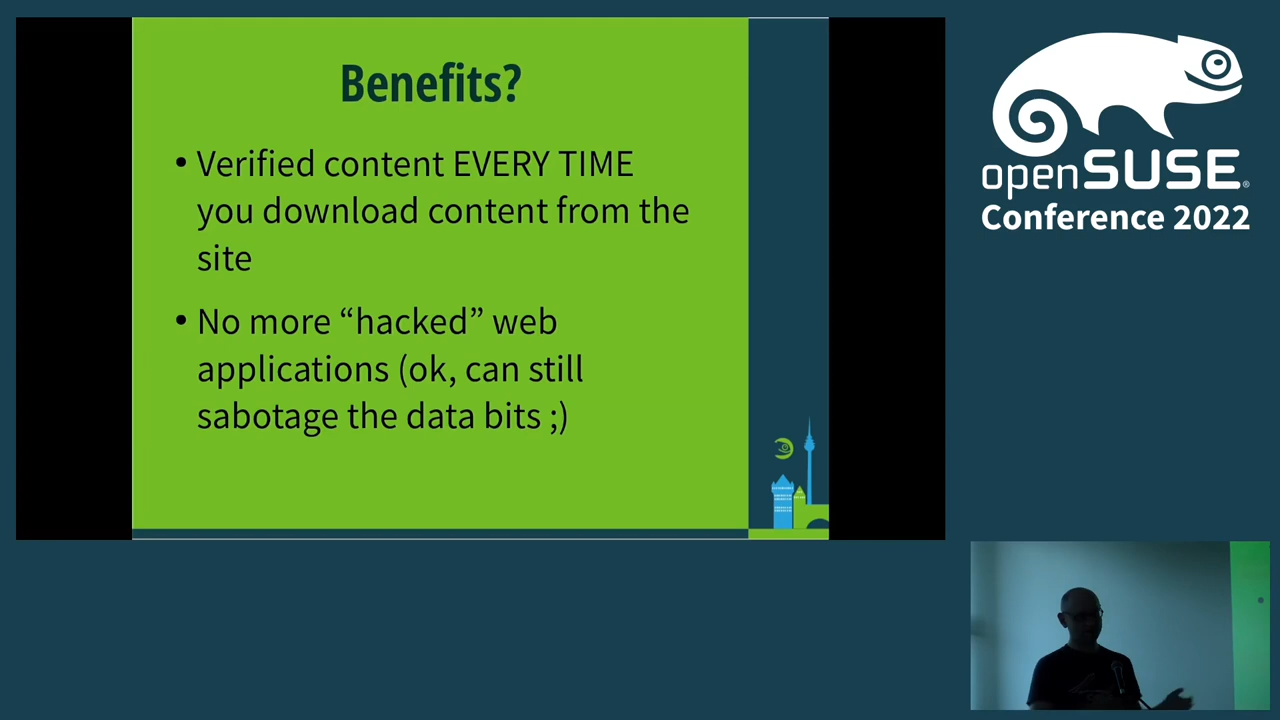 Benefits?
• Verified content EVERY TIME
you download content from the
site
• No more “hacked” web
applications (ok, can still
sabotage the data bits ;)
openSUSE®
Conference 2022